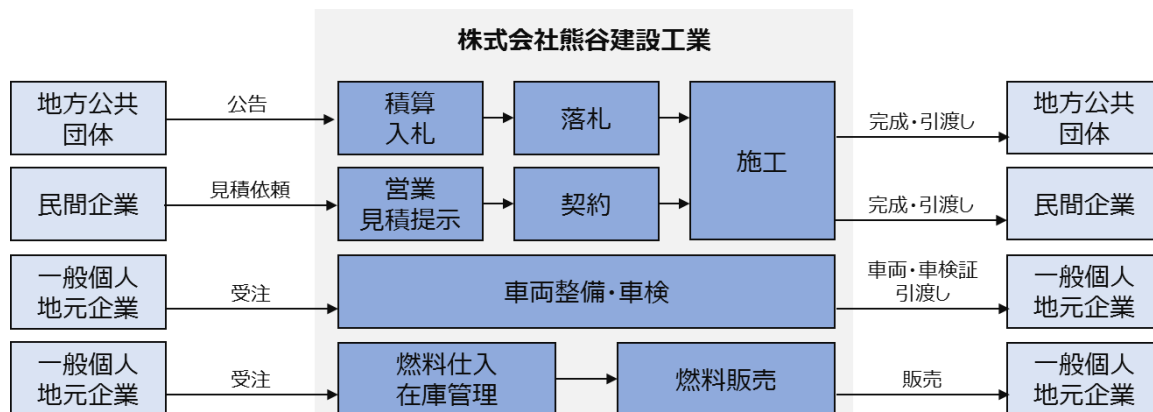 株式会社熊谷建設工業
地方公共
団体
公告
積算
入札
落札
施工
完成・引渡し
地方公共
団体
民間企業
見積依頼
営業
見積提示
契約
完成・引渡し
民間企業
一般個人
地元企業
受注
車両整備・車検
車両・車検証
引渡し
一般個人
地元企業
一般個人
地元企業
受注
燃料仕入
在庫管理
燃料販売
販売
一般個人
地元企業